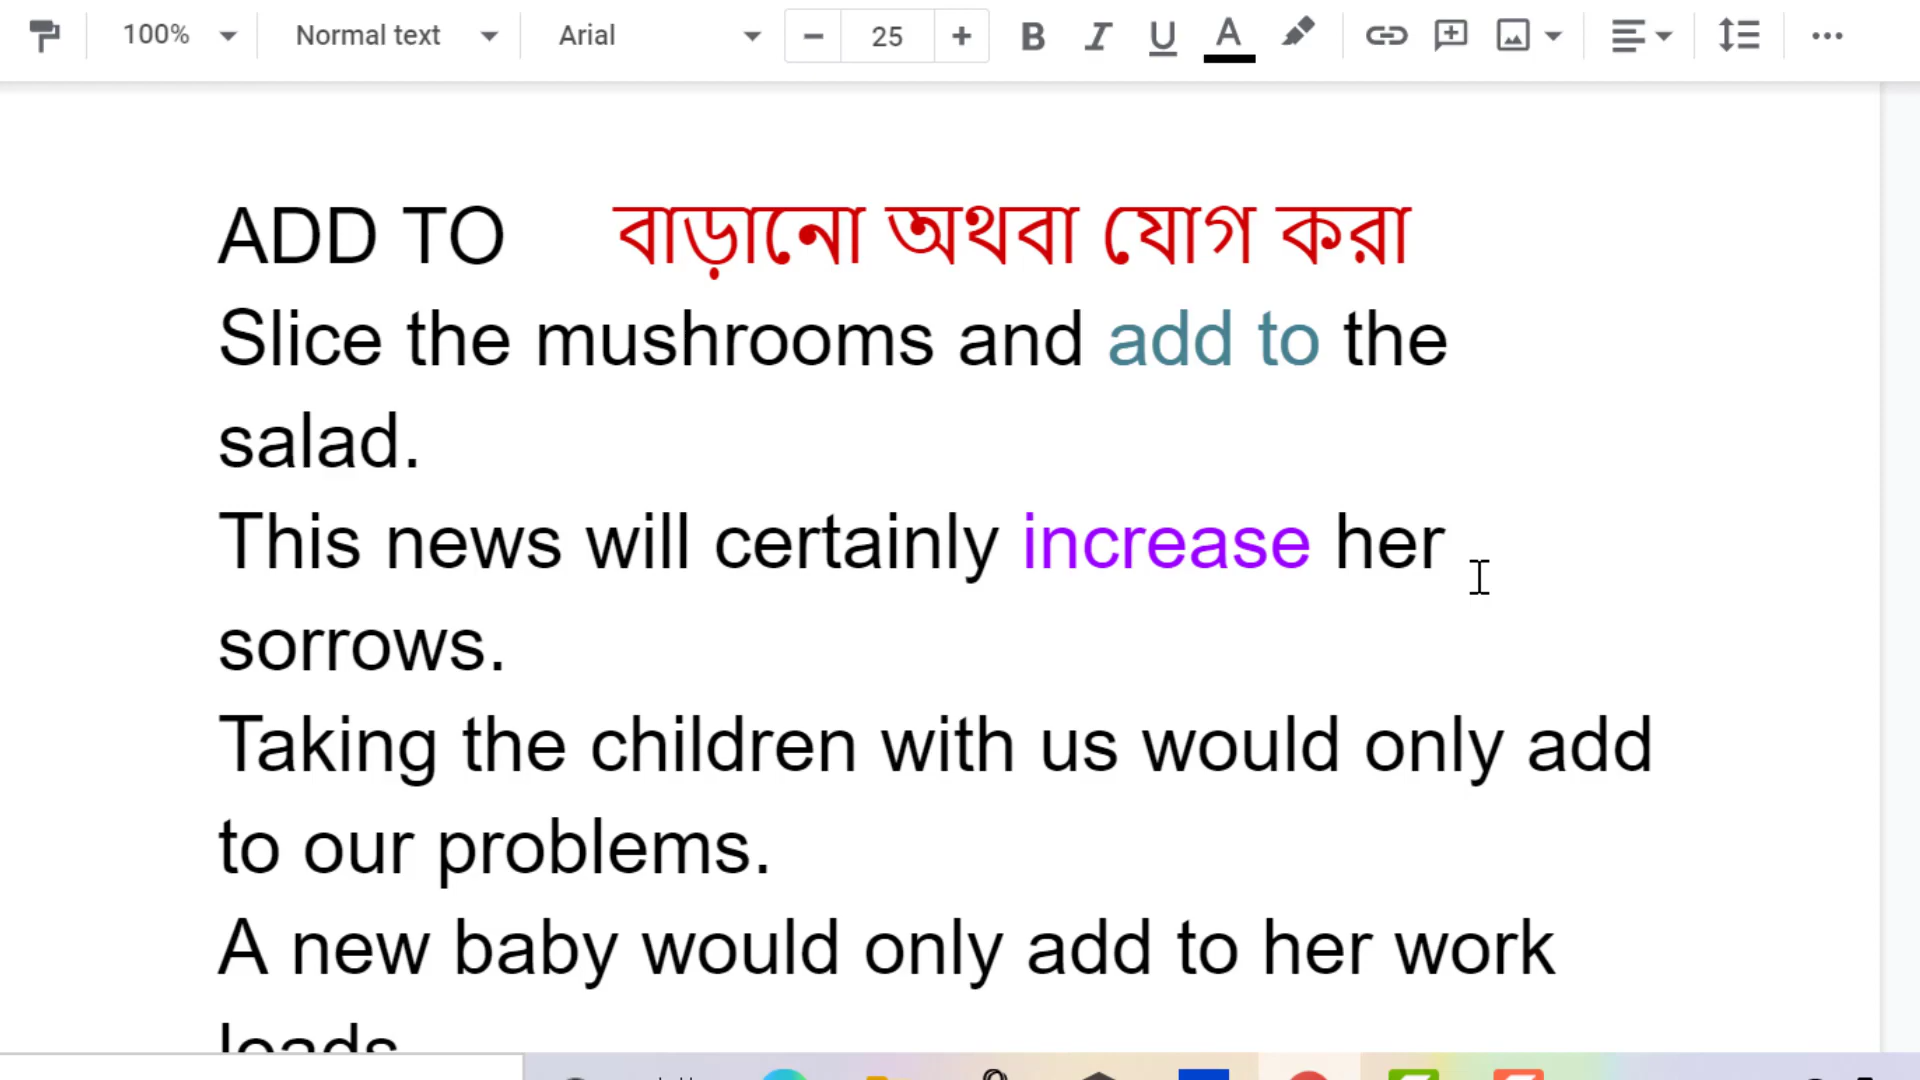 100% Normal text Arial 25
ADD TO বাড়ানো অথবা যোগ করা
Slice the mushrooms and add to the
salad.
This news will certainly increase her
sorrows.
Taking the children with us would only add
to our problems.
A new baby would only add to her work
loads.